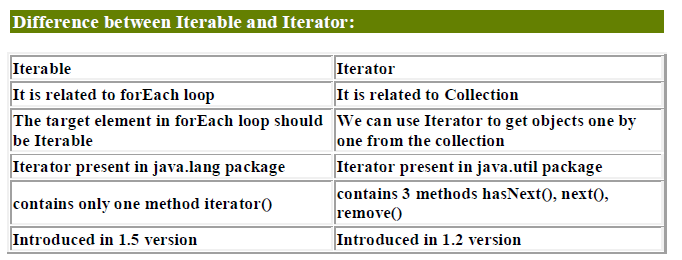 Difference between Iterable and Iterator:
Iterable
Iterator
It is related to forEach loop
It is related to Collection
The target element in forEach loop should
be Iterable
We can use Iterator to get objects one by
one from the collection
Iterator present in java.lang package
Iterator present in java.util package
contains only one method iterator()
contains 3 methods hasNext(), next(),
remove()
Introduced in 1.5 version
Introduced in 1.2 version